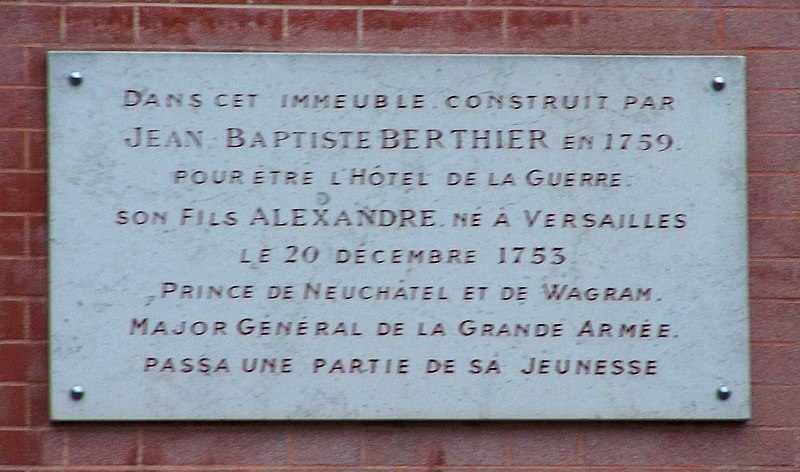 DANS CET IMMEUBLE CONSTRUIT PAR
JEAN BAPTISTE BERTHIER EN 1759.
POUR ÊTRE L'HÔTEL DE LA GUERRE.
SON FILS ALEXANDRE NÉ À VERSAILLES
LE 20 DÉCEMBRE 1753
PRINCE DE NEUCHÂTEL ET DE WAGRAM.
MAJOR GÉNÉRAL DE LA GRANDE ARMÉE.
PASSA UNE PARTIE DE SA JEUNESSE